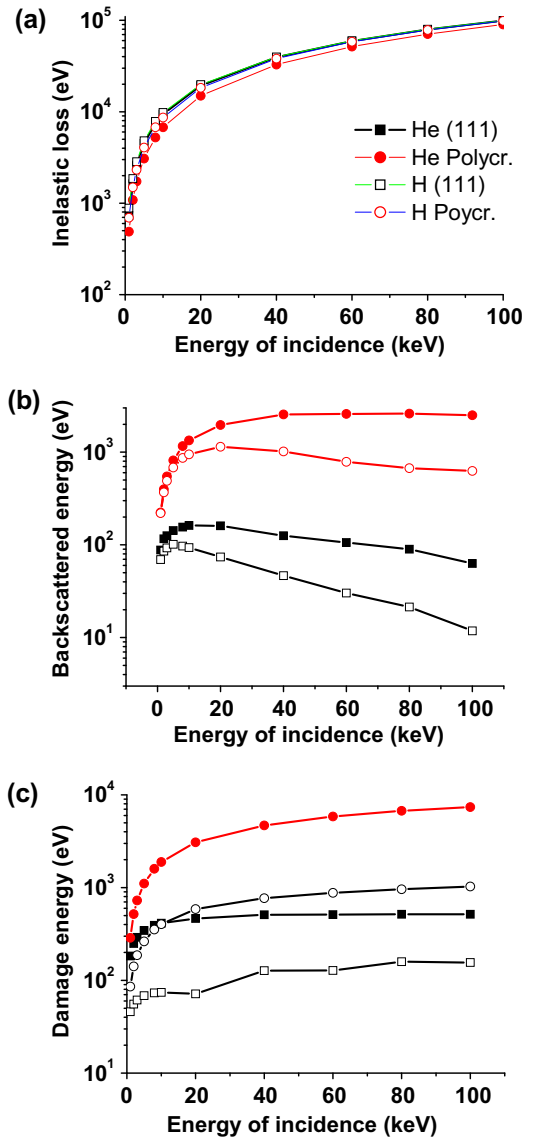 (a)
Inelastic loss (eV)
10^5
10^4
10^3
10^2
He (111)
He Polycr.
H (111)
H Poycr.
0 20 40 60 80 100
Energy of incidence (keV)
(b)
Backscattered energy (eV)
10^3
10^2
10^1
0 20 40 60 80 100
Energy of incidence (keV)
(c)
Damage energy (eV)
10^4
10^3
10^2
10^1
0 20 40 60 80 100
Energy of incidence (keV)